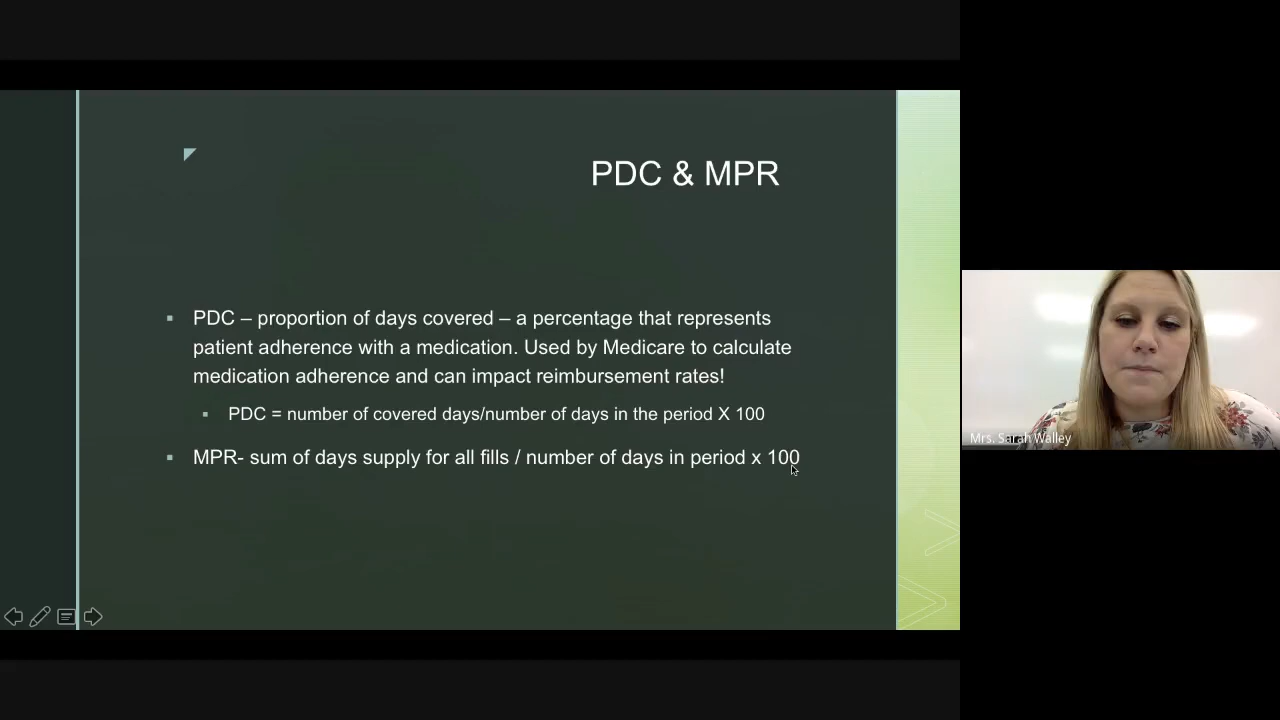 PDC & MPR
▪ PDC – proportion of days covered – a percentage that represents
patient adherence with a medication. Used by Medicare to calculate
medication adherence and can impact reimbursement rates!
▪ PDC = number of covered days/number of days in the period X 100
▪ MPR- sum of days supply for all fills / number of days in period x 100
Mrs. Sarah Walley